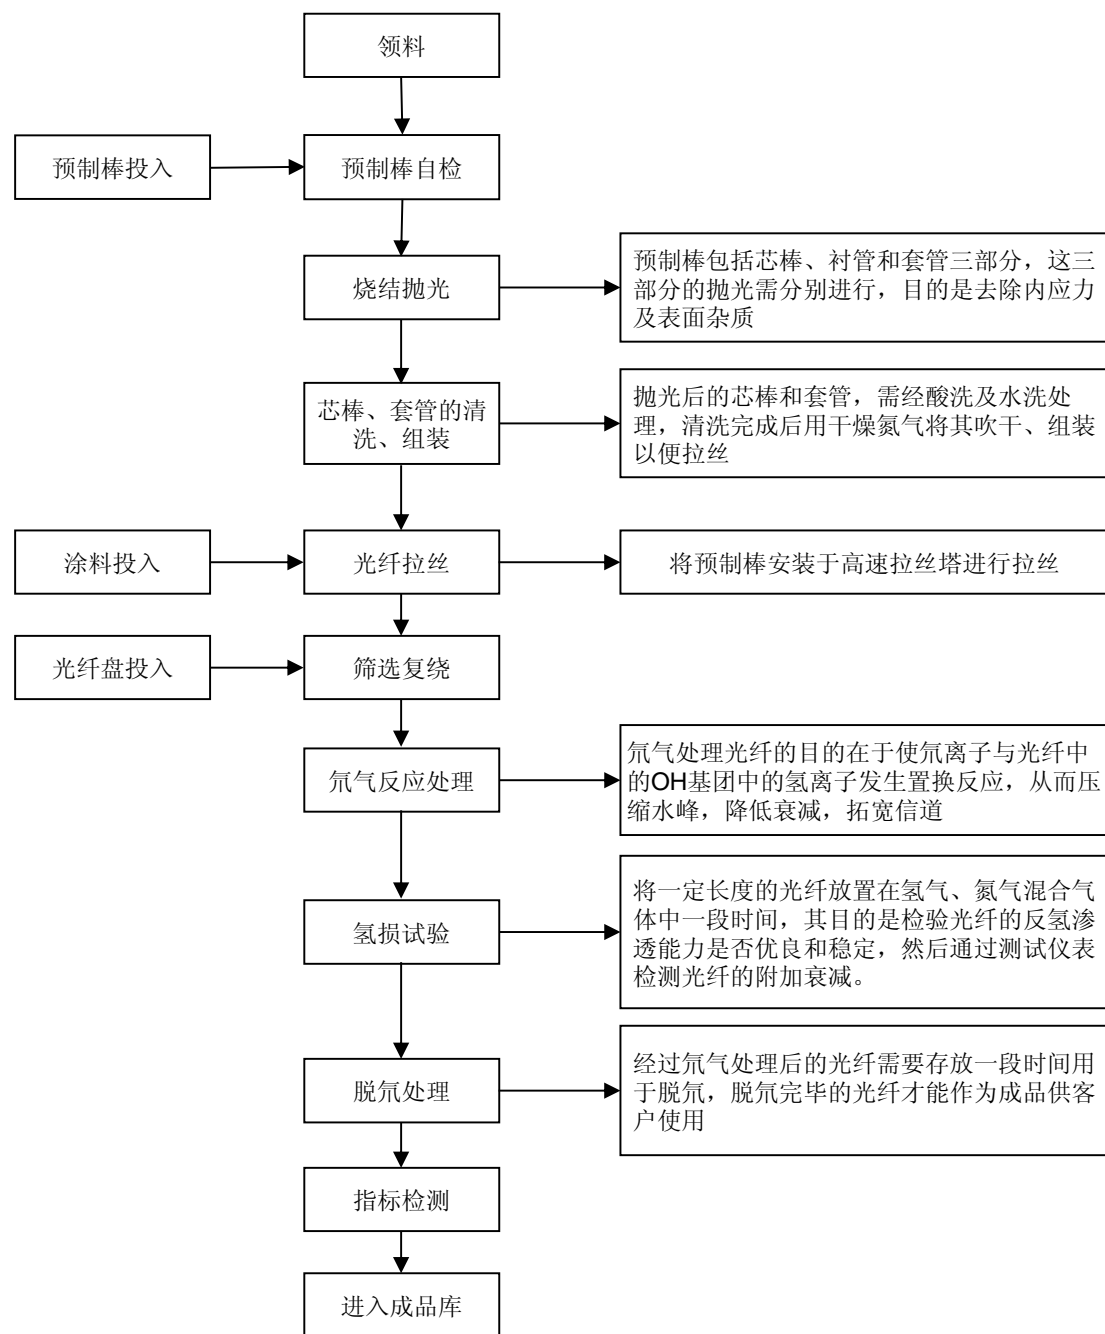 领料
预制棒投入
预制棒自检
烧结抛光
预制棒包括芯棒、衬管和套管三部分，这三
部分的抛光需分别进行，目的是去除内应力
及表面杂质
芯棒、套管的清
洗、组装
抛光后的芯棒和套管，需经酸洗及水洗处
理，清洗完成后用干燥氮气将其吹干、组装
以便拉丝
涂料投入
光纤拉丝
将预制棒安装于高速拉丝塔进行拉丝
光纤盘投入
筛选复绕
氘气反应处理
氘气处理光纤的目的在于使氘离子与光纤中
的OH基团中的氢离子发生置换反应，从而压
缩水峰，降低衰减，拓宽信道
氢损试验
将一定长度的光纤放置在氢气、氮气混合气
体中一段时间，其目的是检验光纤的反氢渗
透能力是否优良和稳定，然后通过测试仪表
检测光纤的附加衰减。
脱氘处理
经过氘气处理后的光纤需要存放一段时间用
于脱氘，脱氘完毕的光纤才能作为成品供客
户使用
指标检测
进入成品库